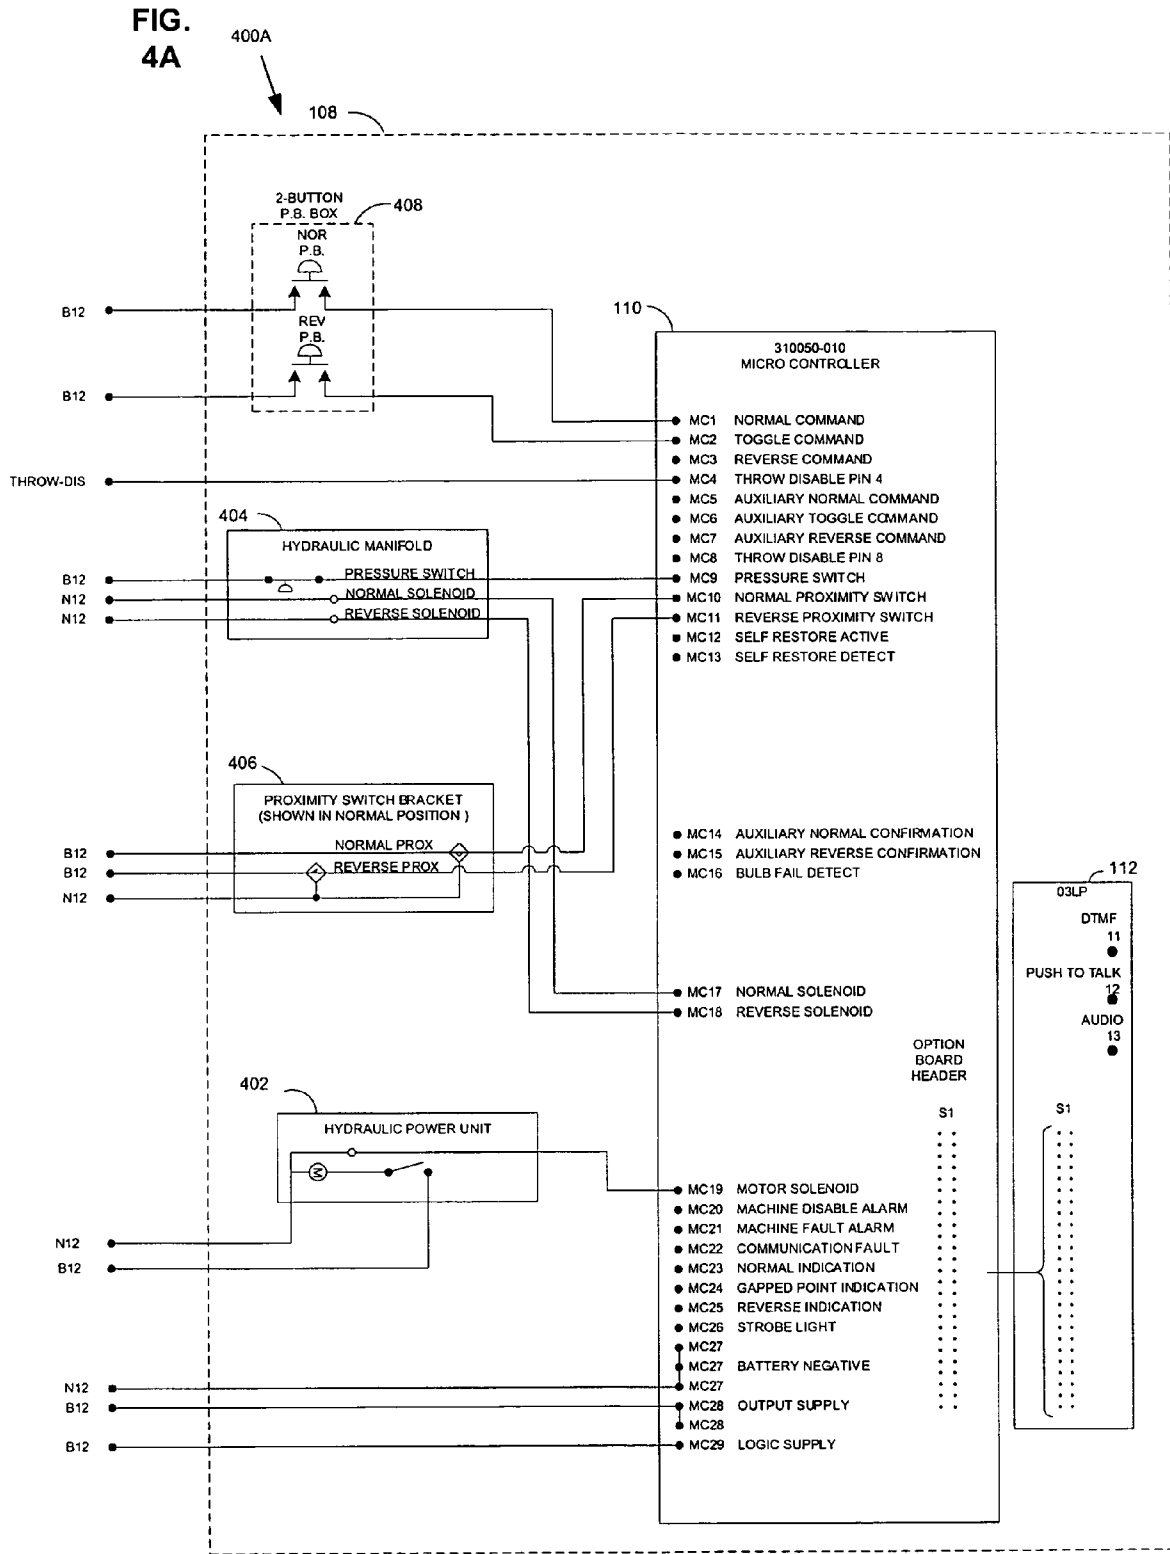 FIG.
4A
400A
108
2-BUTTON
P.B. BOX
408
NOR
P.B.
B12
REV
P.B.
B12
110
310050-010
MICRO CONTROLLER
MC1 NORMAL COMMAND
MC2 TOGGLE COMMAND
MC3 REVERSE COMMAND
THROW-DIS
MC4 THROW DISABLE PIN 4
MC5 AUXILIARY NORMAL COMMAND
MC6 AUXILIARY TOGGLE COMMAND
MC7 AUXILIARY REVERSE COMMAND
MC8 THROW DISABLE PIN 8
404
HYDRAULIC MANIFOLD
B12 PRESSURE SWITCH
MC9 PRESSURE SWITCH
N12 NORMAL SOLENOID
MC10 NORMAL PROXIMITY SWITCH
N12 REVERSE SOLENOID
MC11 REVERSE PROXIMITY SWITCH
MC12 SELF RESTORE ACTIVE
MC13 SELF RESTORE DETECT
406
PROXIMITY SWITCH BRACKET
(SHOWN IN NORMAL POSITION )
NORMAL PROX
B12
REVERSE PROX
B12
N12
MC14 AUXILIARY NORMAL CONFIRMATION
MC15 AUXILIARY REVERSE CONFIRMATION
MC16 BULB FAIL DETECT
112
03LP
DTMF
11
PUSH TO TALK
12
AUDIO
13
MC17 NORMAL SOLENOID
MC18 REVERSE SOLENOID
OPTION
BOARD
HEADER
S1
S1
402
HYDRAULIC POWER UNIT
M
N12
B12
MC19 MOTOR SOLENOID
MC20 MACHINE DISABLE ALARM
MC21 MACHINE FAULT ALARM
MC22 COMMUNICATION FAULT
MC23 NORMAL INDICATION
MC24 GAPPED POINT INDICATION
MC25 REVERSE INDICATION
MC26 STROBE LIGHT
MC27
MC27 BATTERY NEGATIVE
N12
MC27
B12
MC28 OUTPUT SUPPLY
MC28
B12
MC29 LOGIC SUPPLY